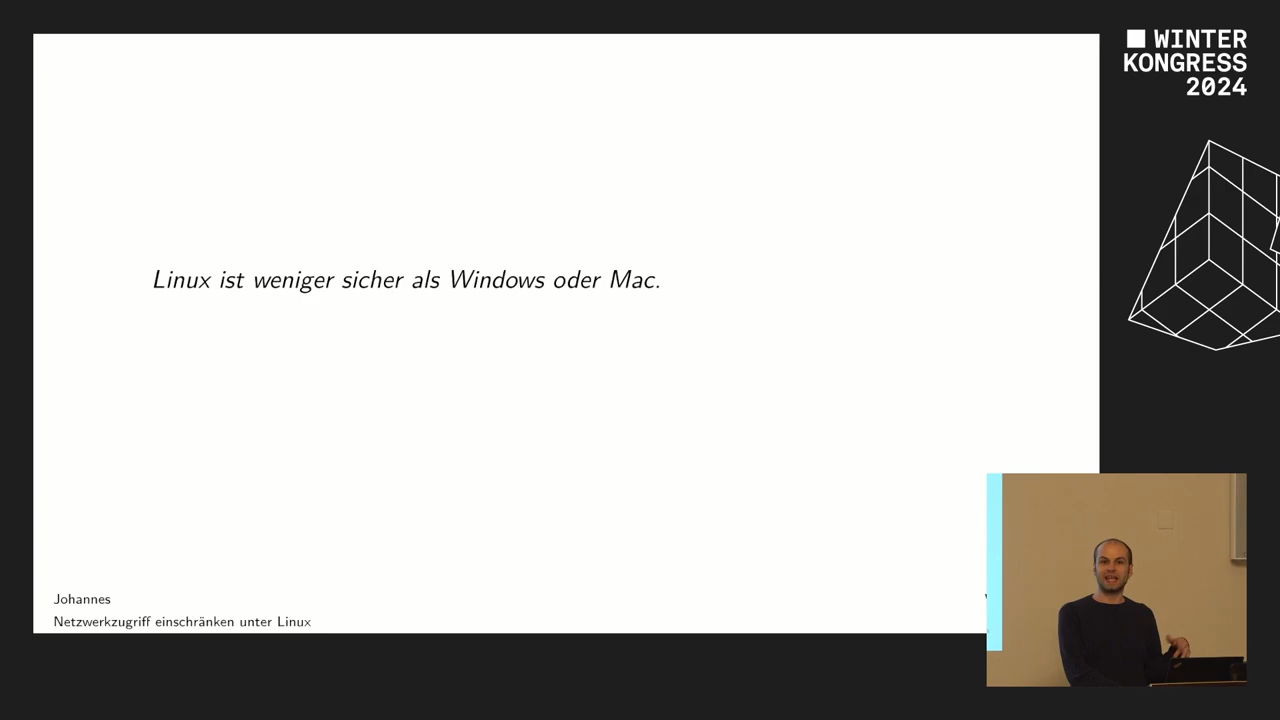 WINTER
KONGRESS
2024
Linux ist weniger sicher als Windows oder Mac.
Johannes
Netzwerkzugriff einschränken unter Linux